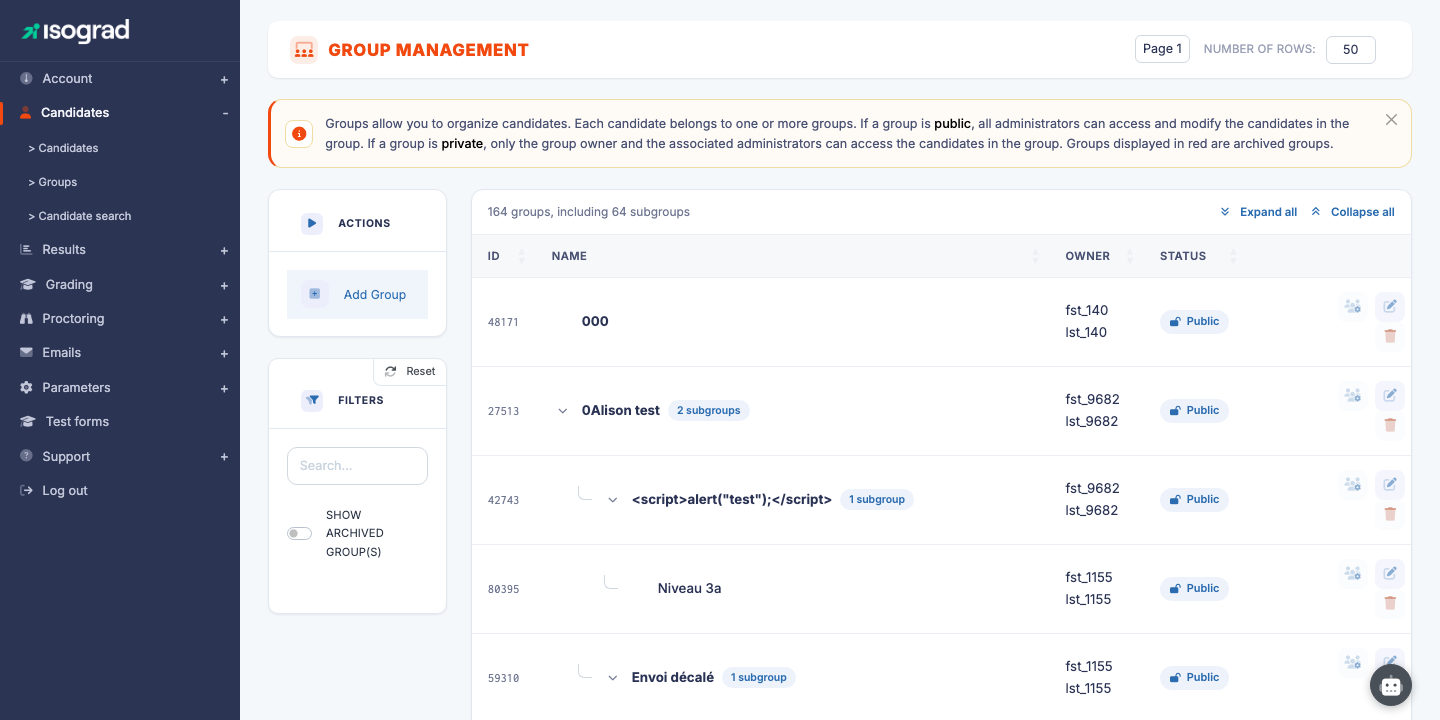 isograd
Account +
Candidates -
> Candidates
> Groups
> Candidate search
Results +
Grading +
Proctoring +
Emails +
Parameters +
Test forms
Support +
Log out
GROUP MANAGEMENT
Page 1 NUMBER OF ROWS: 50
Groups allow you to organize candidates. Each candidate belongs to one or more groups. If a group is public, all administrators can access and modify the candidates in the
group. If a group is private, only the group owner and the associated administrators can access the candidates in the group. Groups displayed in red are archived groups.
ACTIONS
Add Group
Reset
FILTERS
Search...
SHOW
ARCHIVED
GROUP(S)
164 groups, including 64 subgroups Expand all Collapse all
ID NAME OWNER STATUS
48171 000 fst_140 Public
lst_140
27513 0Alison test 2 subgroups fst_9682 Public
lst_9682
42743 <script>alert("test");</script> 1 subgroup fst_9682 Public
lst_9682
80395 Niveau 3a fst_1155 Public
lst_1155
59310 Envoi décalé 1 subgroup fst_1155 Public
lst_1155